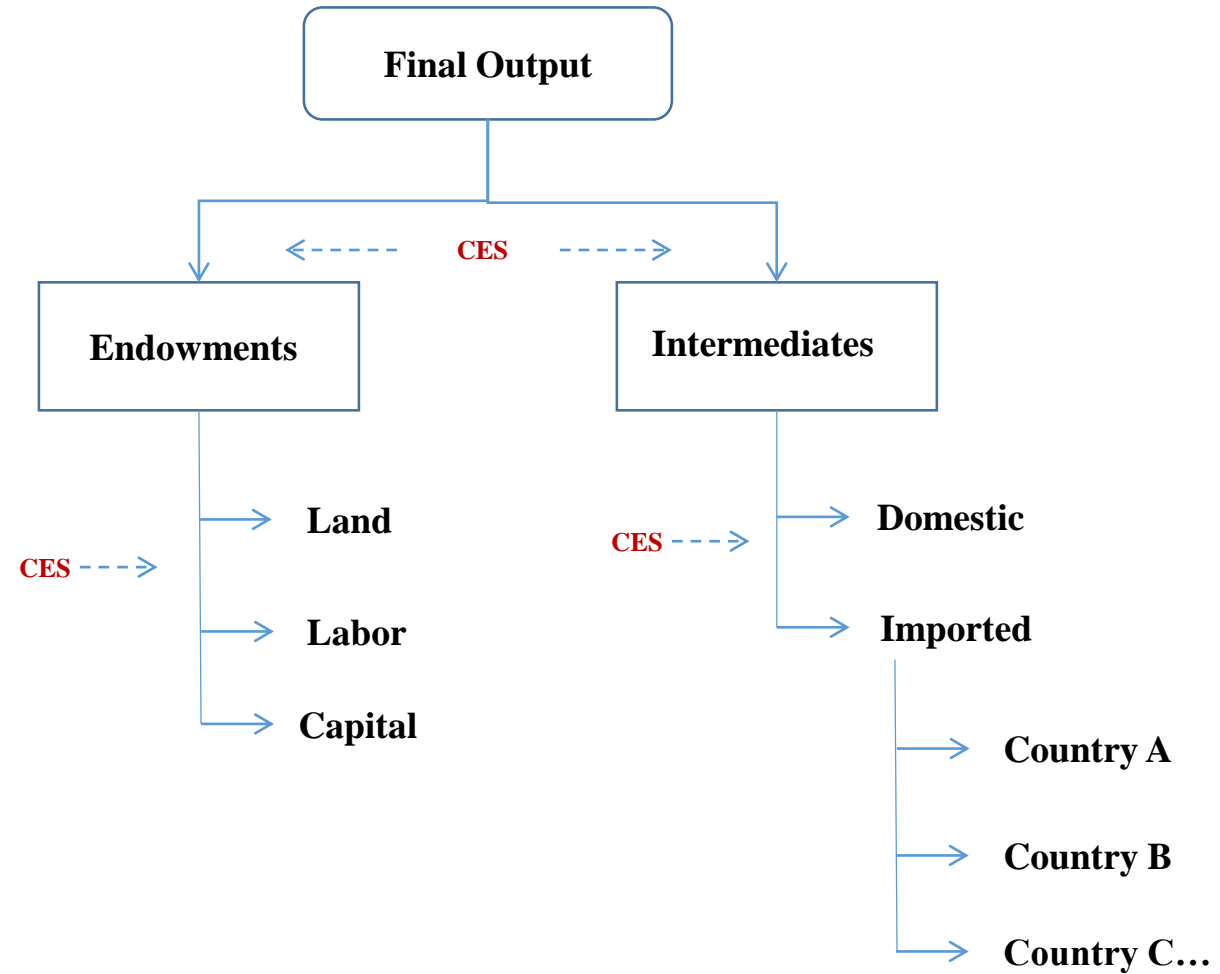 Final Output
CES
Endowments
Intermediates
Land
Domestic
CES
CES
Labor
Imported
Capital
Country A
Country B
Country C…